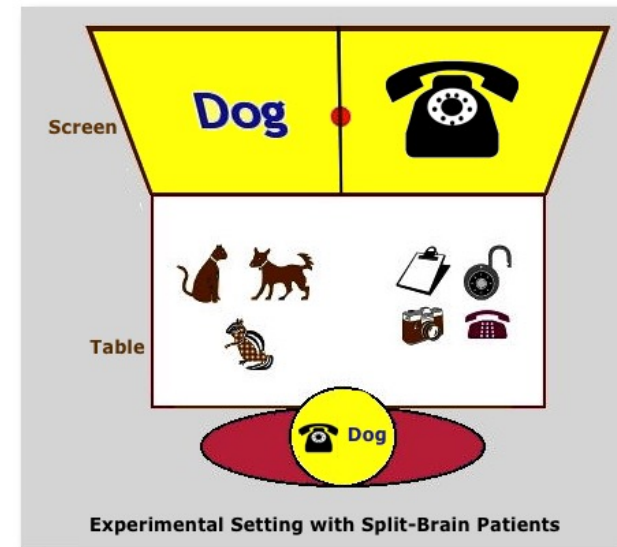 Dog
Screen
Table
Dog
Experimental Setting with Split-Brain Patients